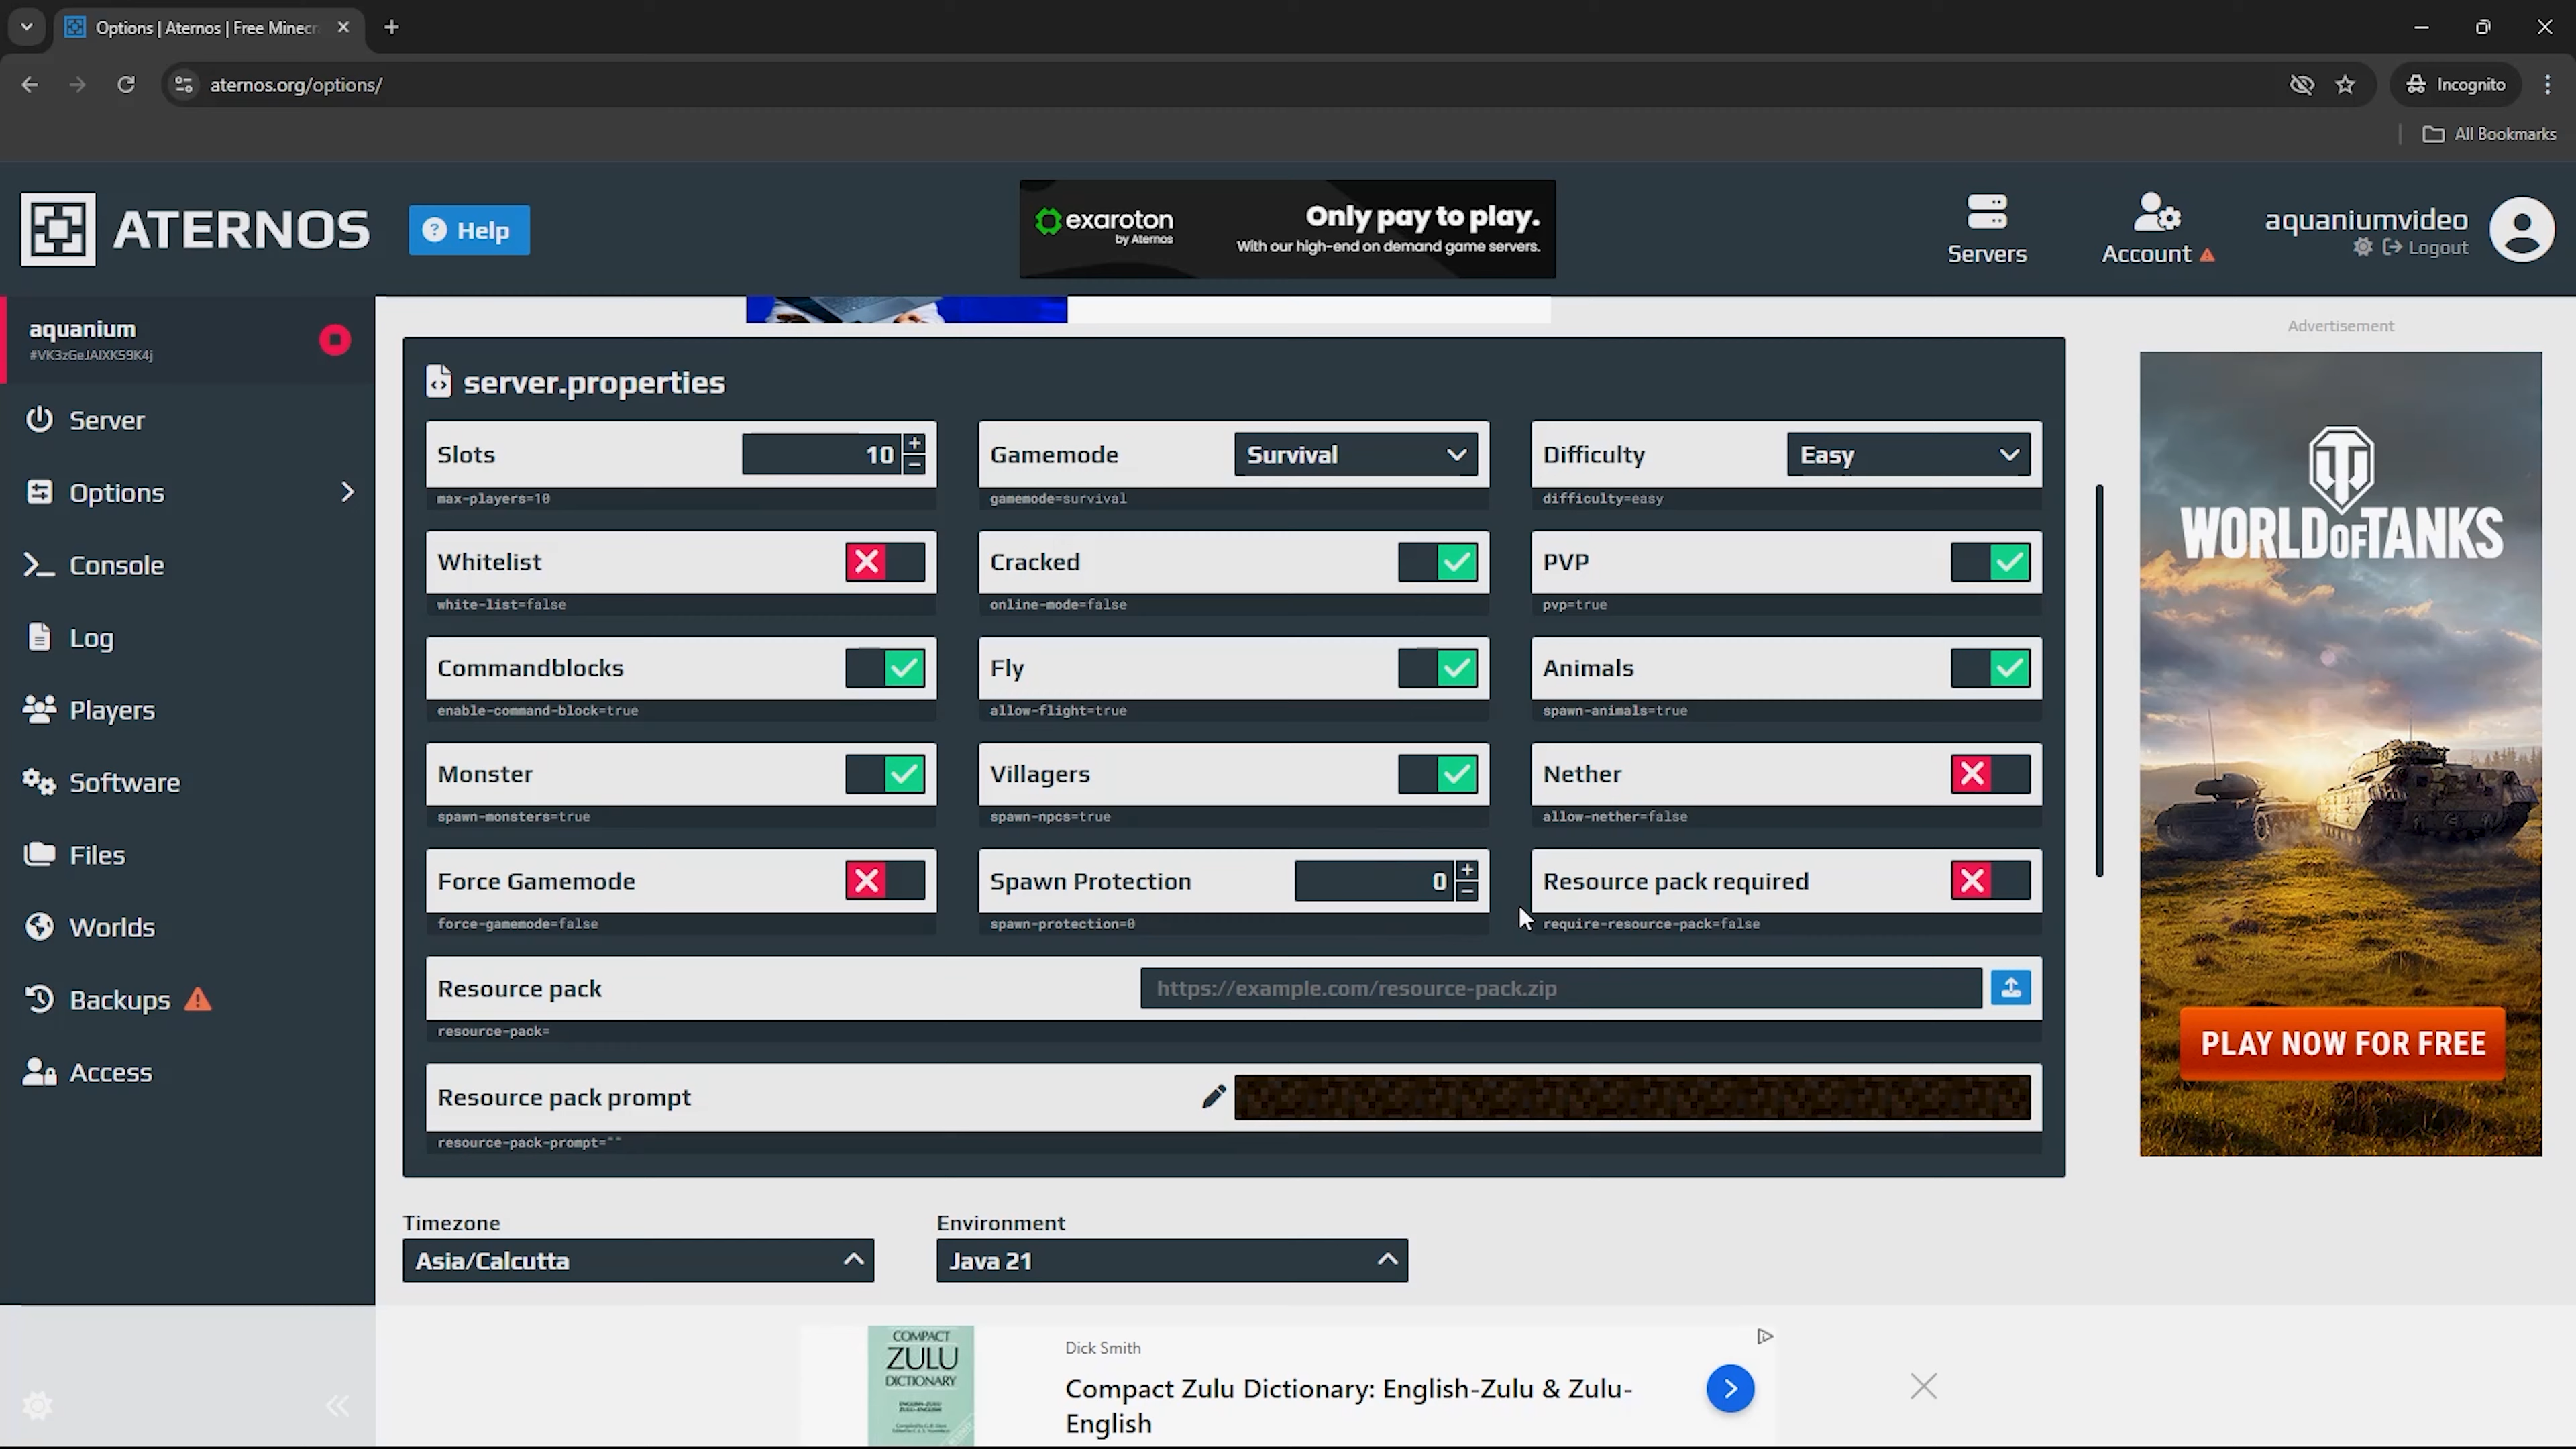 Options | Aternos | Free Minecr
aternos.org/options/
Incognito
All Bookmarks
ATERNOS
Help
exaroton
by Aternos
Only pay to play.
With our high-end on demand game servers.
Servers
Account
aquaniumvideo
Logout
aquanium
#VK3zGeJAIXK59K4j
Server
Options
Console
Log
Players
Software
Files
Worlds
Backups
Access
server.properties
Slots
10
max-players=10
Gamemode
Survival
gamemode=survival
Difficulty
Easy
difficulty=easy
Whitelist
white-list=false
Cracked
online-mode=false
PVP
pvp=true
Commandblocks
enable-command-block=true
Fly
allow-flight=true
Animals
spawn-animals=true
Monster
spawn-monsters=true
Villagers
spawn-npcs=true
Nether
allow-nether=false
Force Gamemode
force-gamemode=false
Spawn Protection
0
spawn-protection=0
Resource pack required
require-resource-pack=false
Resource pack
https://example.com/resource-pack.zip
resource-pack=
Resource pack prompt
resource-pack-prompt=""
Timezone
Asia/Calcutta
Environment
Java 21
Advertisement
WORLD OF TANKS
PLAY NOW FOR FREE
COMPACT
ZULU
DICTIONARY
ENGLISH-ZULU
ZULU-ENGLISH
Dick Smith
Compact Zulu Dictionary: English-Zulu & Zulu-
English